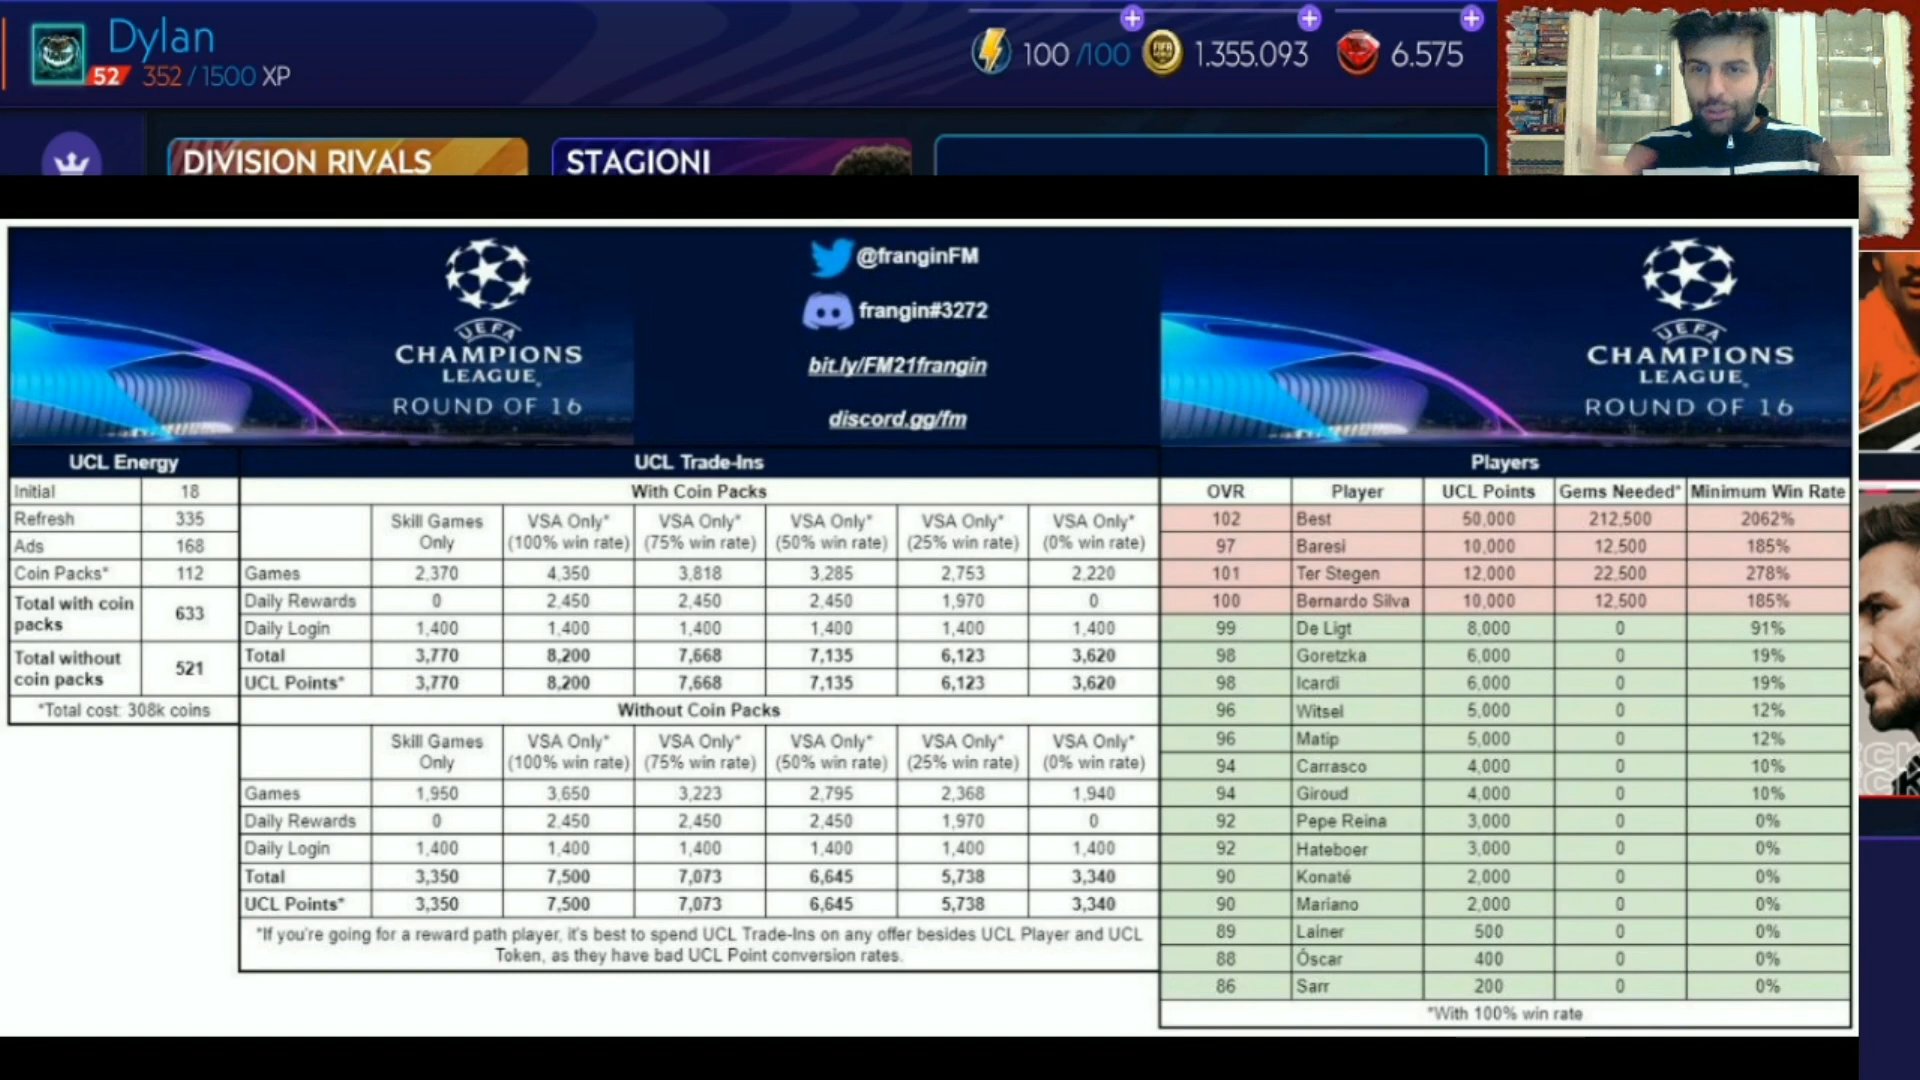 Dylan
52 352 / 1500 XP
100 /100 1.355.093 6.575
DIVISION RIVALS STAGIONI
UEFA
CHAMPIONS
LEAGUE
ROUND OF 16
@franginFM
frangin#3272
bit.ly/FM21frangin
discord.gg/fm
UEFA
CHAMPIONS
LEAGUE
ROUND OF 16
UCL Energy
Initial 18
Refresh 335
Ads 168
Coin Packs* 112
Total with coin packs 633
Total without coin packs 521
*Total cost: 308k coins
UCL Trade-Ins
With Coin Packs
Skill Games Only VSA Only* (100% win rate) VSA Only* (75% win rate) VSA Only* (50% win rate) VSA Only* (25% win rate) VSA Only* (0% win rate)
Games 2,370 4,350 3,818 3,285 2,753 2,220
Daily Rewards 0 2,450 2,450 2,450 1,970 0
Daily Login 1,400 1,400 1,400 1,400 1,400 1,400
Total 3,770 8,200 7,668 7,135 6,123 3,620
UCL Points* 3,770 8,200 7,668 7,135 6,123 3,620
Without Coin Packs
Skill Games Only VSA Only* (100% win rate) VSA Only* (75% win rate) VSA Only* (50% win rate) VSA Only* (25% win rate) VSA Only* (0% win rate)
Games 1,950 3,650 3,223 2,795 2,368 1,940
Daily Rewards 0 2,450 2,450 2,450 1,970 0
Daily Login 1,400 1,400 1,400 1,400 1,400 1,400
Total 3,350 7,500 7,073 6,645 5,738 3,340
UCL Points* 3,350 7,500 7,073 6,645 5,738 3,340
*If you're going for a reward path player, it's best to spend UCL Trade-Ins on any offer besides UCL Player and UCL
Token, as they have bad UCL Point conversion rates.
Players
OVR Player UCL Points Gems Needed* Minimum Win Rate
102 Best 50,000 212,500 2062%
97 Baresi 10,000 12,500 185%
101 Ter Stegen 12,000 22,500 278%
100 Bernardo Silva 10,000 12,500 185%
99 De Ligt 8,000 0 91%
98 Goretzka 6,000 0 19%
98 Icardi 6,000 0 19%
96 Witsel 5,000 0 12%
96 Matip 5,000 0 12%
94 Carrasco 4,000 0 10%
94 Giroud 4,000 0 10%
92 Pepe Reina 3,000 0 0%
92 Hateboer 3,000 0 0%
90 Konaté 2,000 0 0%
90 Mariano 2,000 0 0%
89 Lainer 500 0 0%
88 Óscar 400 0 0%
86 Sarr 200 0 0%
*With 100% win rate